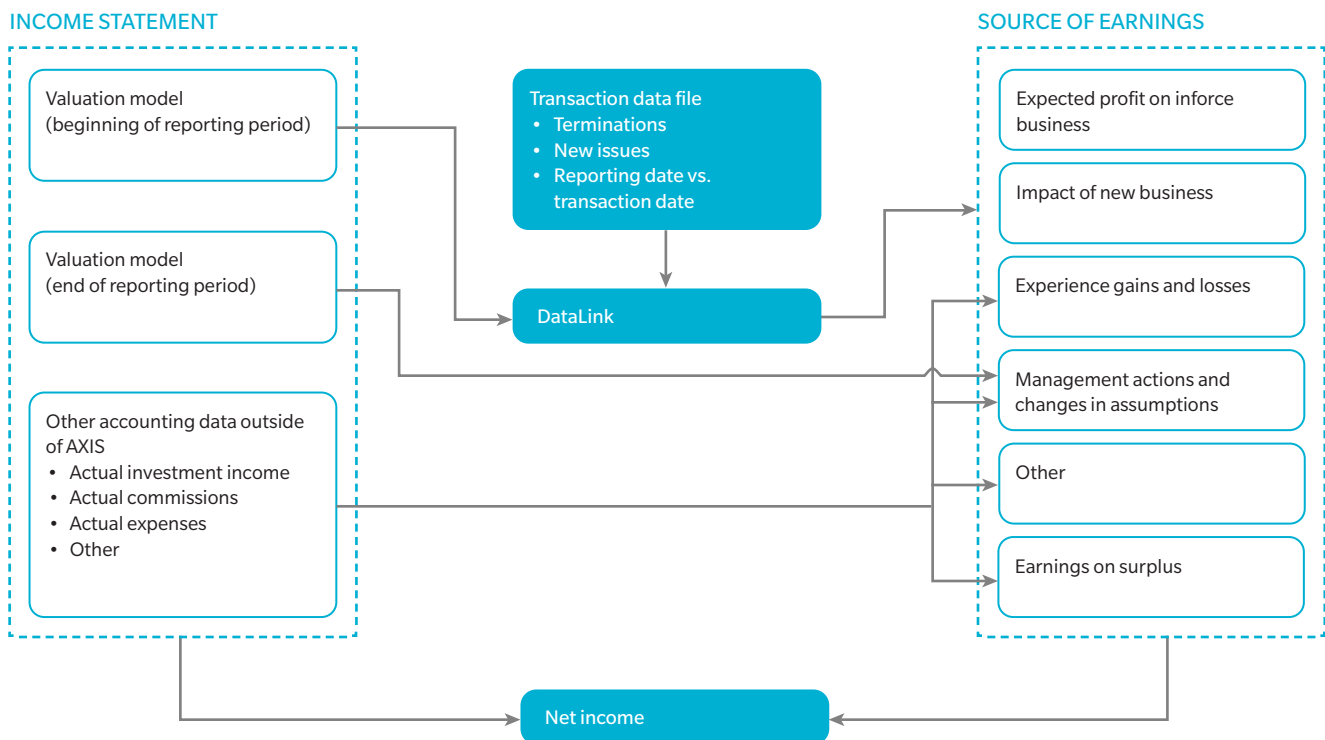 INCOME STATEMENT
Valuation model
(beginning of reporting period)
Valuation model
(end of reporting period)
Other accounting data outside
of AXIS
• Actual investment income
• Actual commissions
• Actual expenses
• Other
Transaction data file
• Terminations
• New issues
• Reporting date vs.
transaction date
DataLink
SOURCE OF EARNINGS
Expected profit on inforce
business
Impact of new business
Experience gains and losses
Management actions and
changes in assumptions
Other
Earnings on surplus
Net income